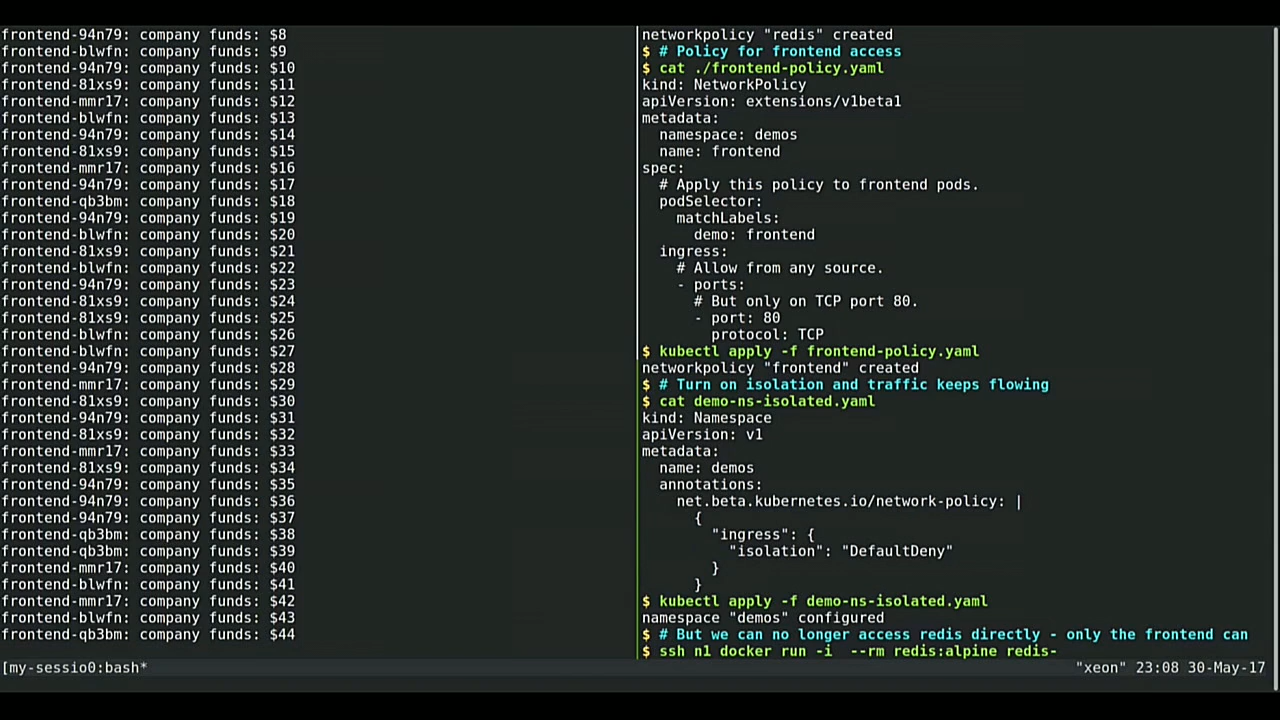 frontend-94n79: company funds: $8
frontend-blwfn: company funds: $9
frontend-94n79: company funds: $10
frontend-81xs9: company funds: $11
frontend-mmr17: company funds: $12
frontend-blwfn: company funds: $13
frontend-94n79: company funds: $14
frontend-81xs9: company funds: $15
frontend-mmr17: company funds: $16
frontend-94n79: company funds: $17
frontend-qb3bm: company funds: $18
frontend-94n79: company funds: $19
frontend-blwfn: company funds: $20
frontend-81xs9: company funds: $21
frontend-blwfn: company funds: $22
frontend-94n79: company funds: $23
frontend-81xs9: company funds: $24
frontend-81xs9: company funds: $25
frontend-blwfn: company funds: $26
frontend-blwfn: company funds: $27
frontend-94n79: company funds: $28
frontend-mmr17: company funds: $29
frontend-81xs9: company funds: $30
frontend-94n79: company funds: $31
frontend-81xs9: company funds: $32
frontend-mmr17: company funds: $33
frontend-81xs9: company funds: $34
frontend-94n79: company funds: $35
frontend-blwfn: company funds: $36
frontend-94n79: company funds: $37
frontend-qb3bm: company funds: $38
frontend-qb3bm: company funds: $39
frontend-mmr17: company funds: $40
frontend-blwfn: company funds: $41
frontend-mmr17: company funds: $42
frontend-blwfn: company funds: $43
frontend-qb3bm: company funds: $44
networkpolicy "redis" created
$ # Policy for frontend access
$ cat ./frontend-policy.yaml
kind: NetworkPolicy
apiVersion: extensions/v1beta1
metadata:
  namespace: demos
  name: frontend
spec:
  # Apply this policy to frontend pods.
  podSelector:
    matchLabels:
      demo: frontend
  ingress:
    # Allow from any source.
    - ports:
      # But only on TCP port 80.
      - port: 80
        protocol: TCP
$ kubectl apply -f frontend-policy.yaml
networkpolicy "frontend" created
$ # Turn on isolation and traffic keeps flowing
$ cat demo-ns-isolated.yaml
kind: Namespace
apiVersion: v1
metadata:
  name: demos
  annotations:
    net.beta.kubernetes.io/network-policy: |
      {
        "ingress": {
          "isolation": "DefaultDeny"
        }
      }
$ kubectl apply -f demo-ns-isolated.yaml
namespace "demos" configured
$ # But we can no longer access redis directly - only the frontend can
$ ssh n1 docker run -i  --rm redis:alpine redis-
[my-sessio0:bash* "xeon" 23:08 30-May-17